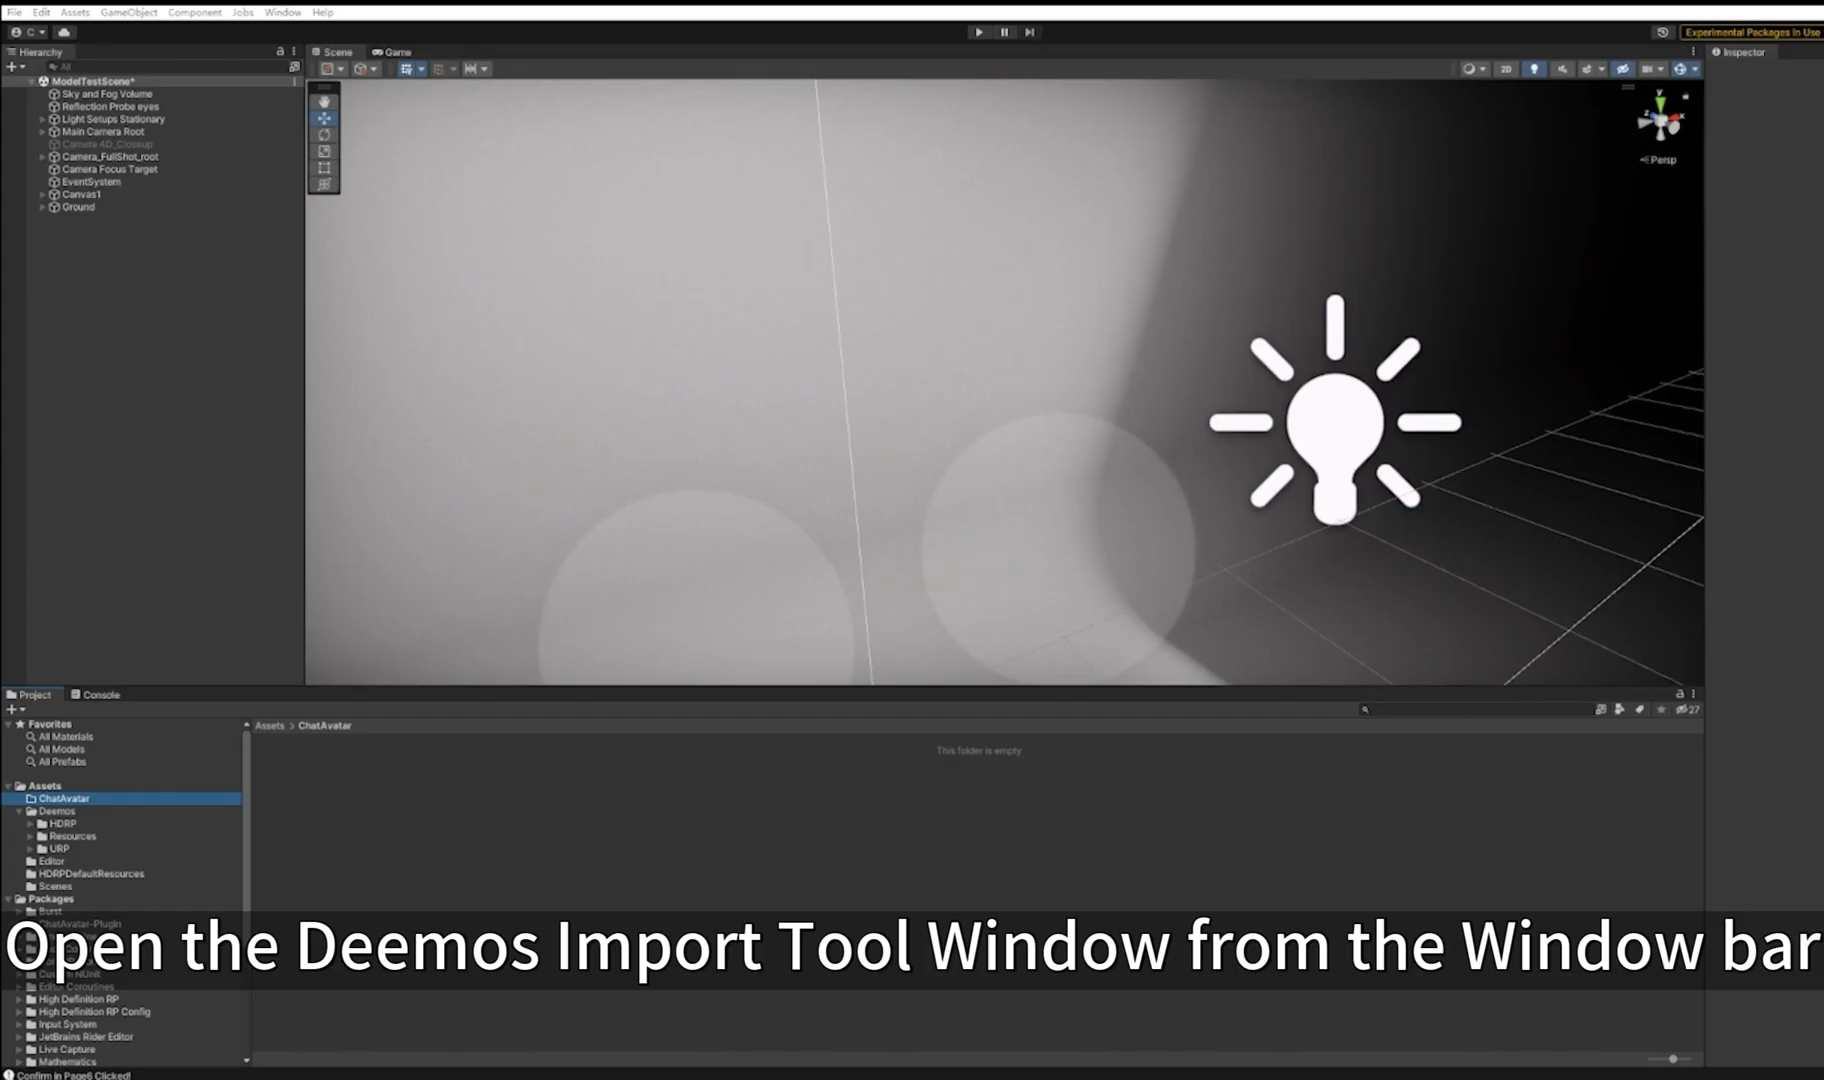 File Edit Assets GameObject Component Jobs Window Help
C
Experimental Packages In Use
Hierarchy
Scene
Game
Inspector
All
2D
ModelTestScene*
Sky and Fog Volume
Reflection Probe eyes
Light Setups Stationary
Main Camera Root
Camera 4D_Closeup
Camera_FullShot_root
Camera Focus Target
EventSystem
Canvas1
Ground
y
z
x
Persp
Project
Console
27
Favorites
All Materials
All Models
All Prefabs
Assets > ChatAvatar
This folder is empty
Assets
ChatAvatar
Deemos
HDRP
Resources
URP
Editor
HDRPDefaultResources
Scenes
Packages
Burst
ChatAvatar-Plugin
Open the Deemos Import Tool Window from the Window bar
Custom NUnit
Editor Coroutines
High Definition RP
High Definition RP Config
Input System
JetBrains Rider Editor
Live Capture
Mathematics
Confirm in Page6 Clicked!